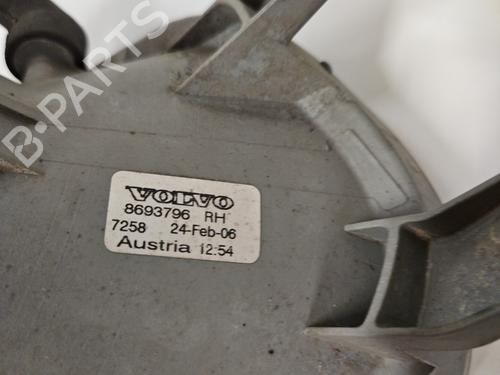 B-PARTS
VOLVO
8693796 RH
7258 24-Feb-06
Austria 12:54